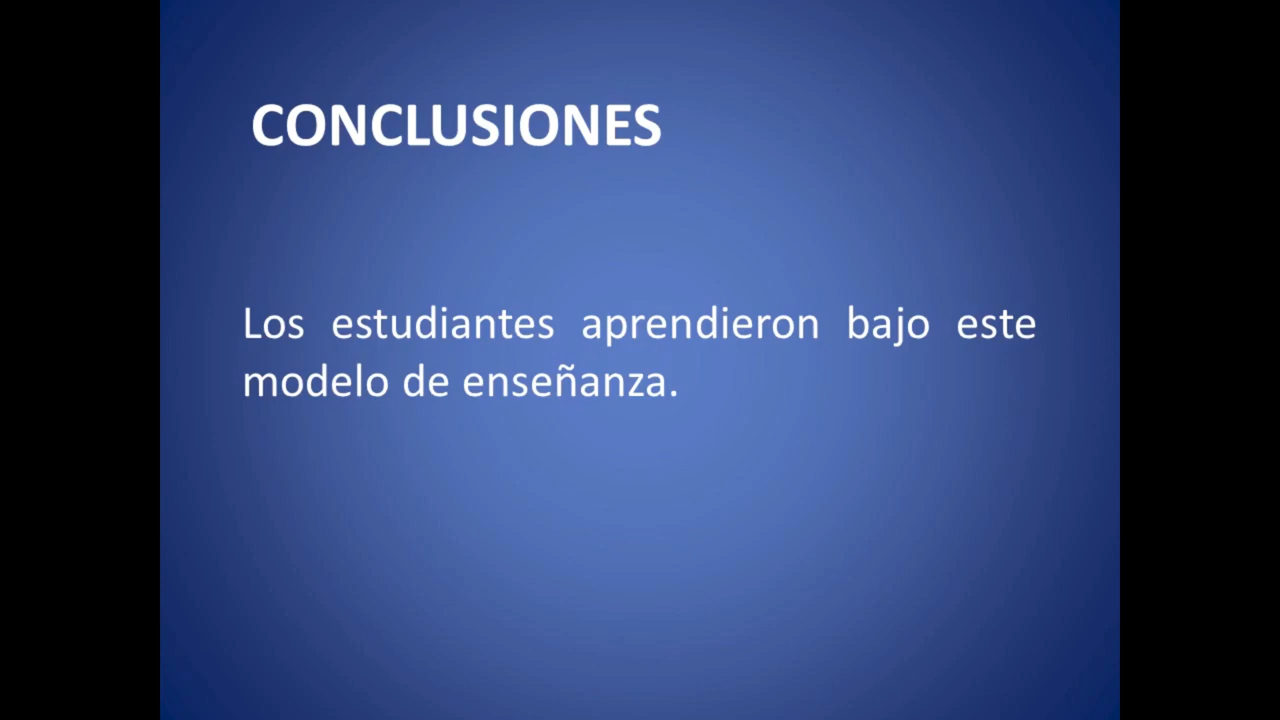 CONCLUSIONES
Los estudiantes aprendieron bajo este
modelo de enseñanza.